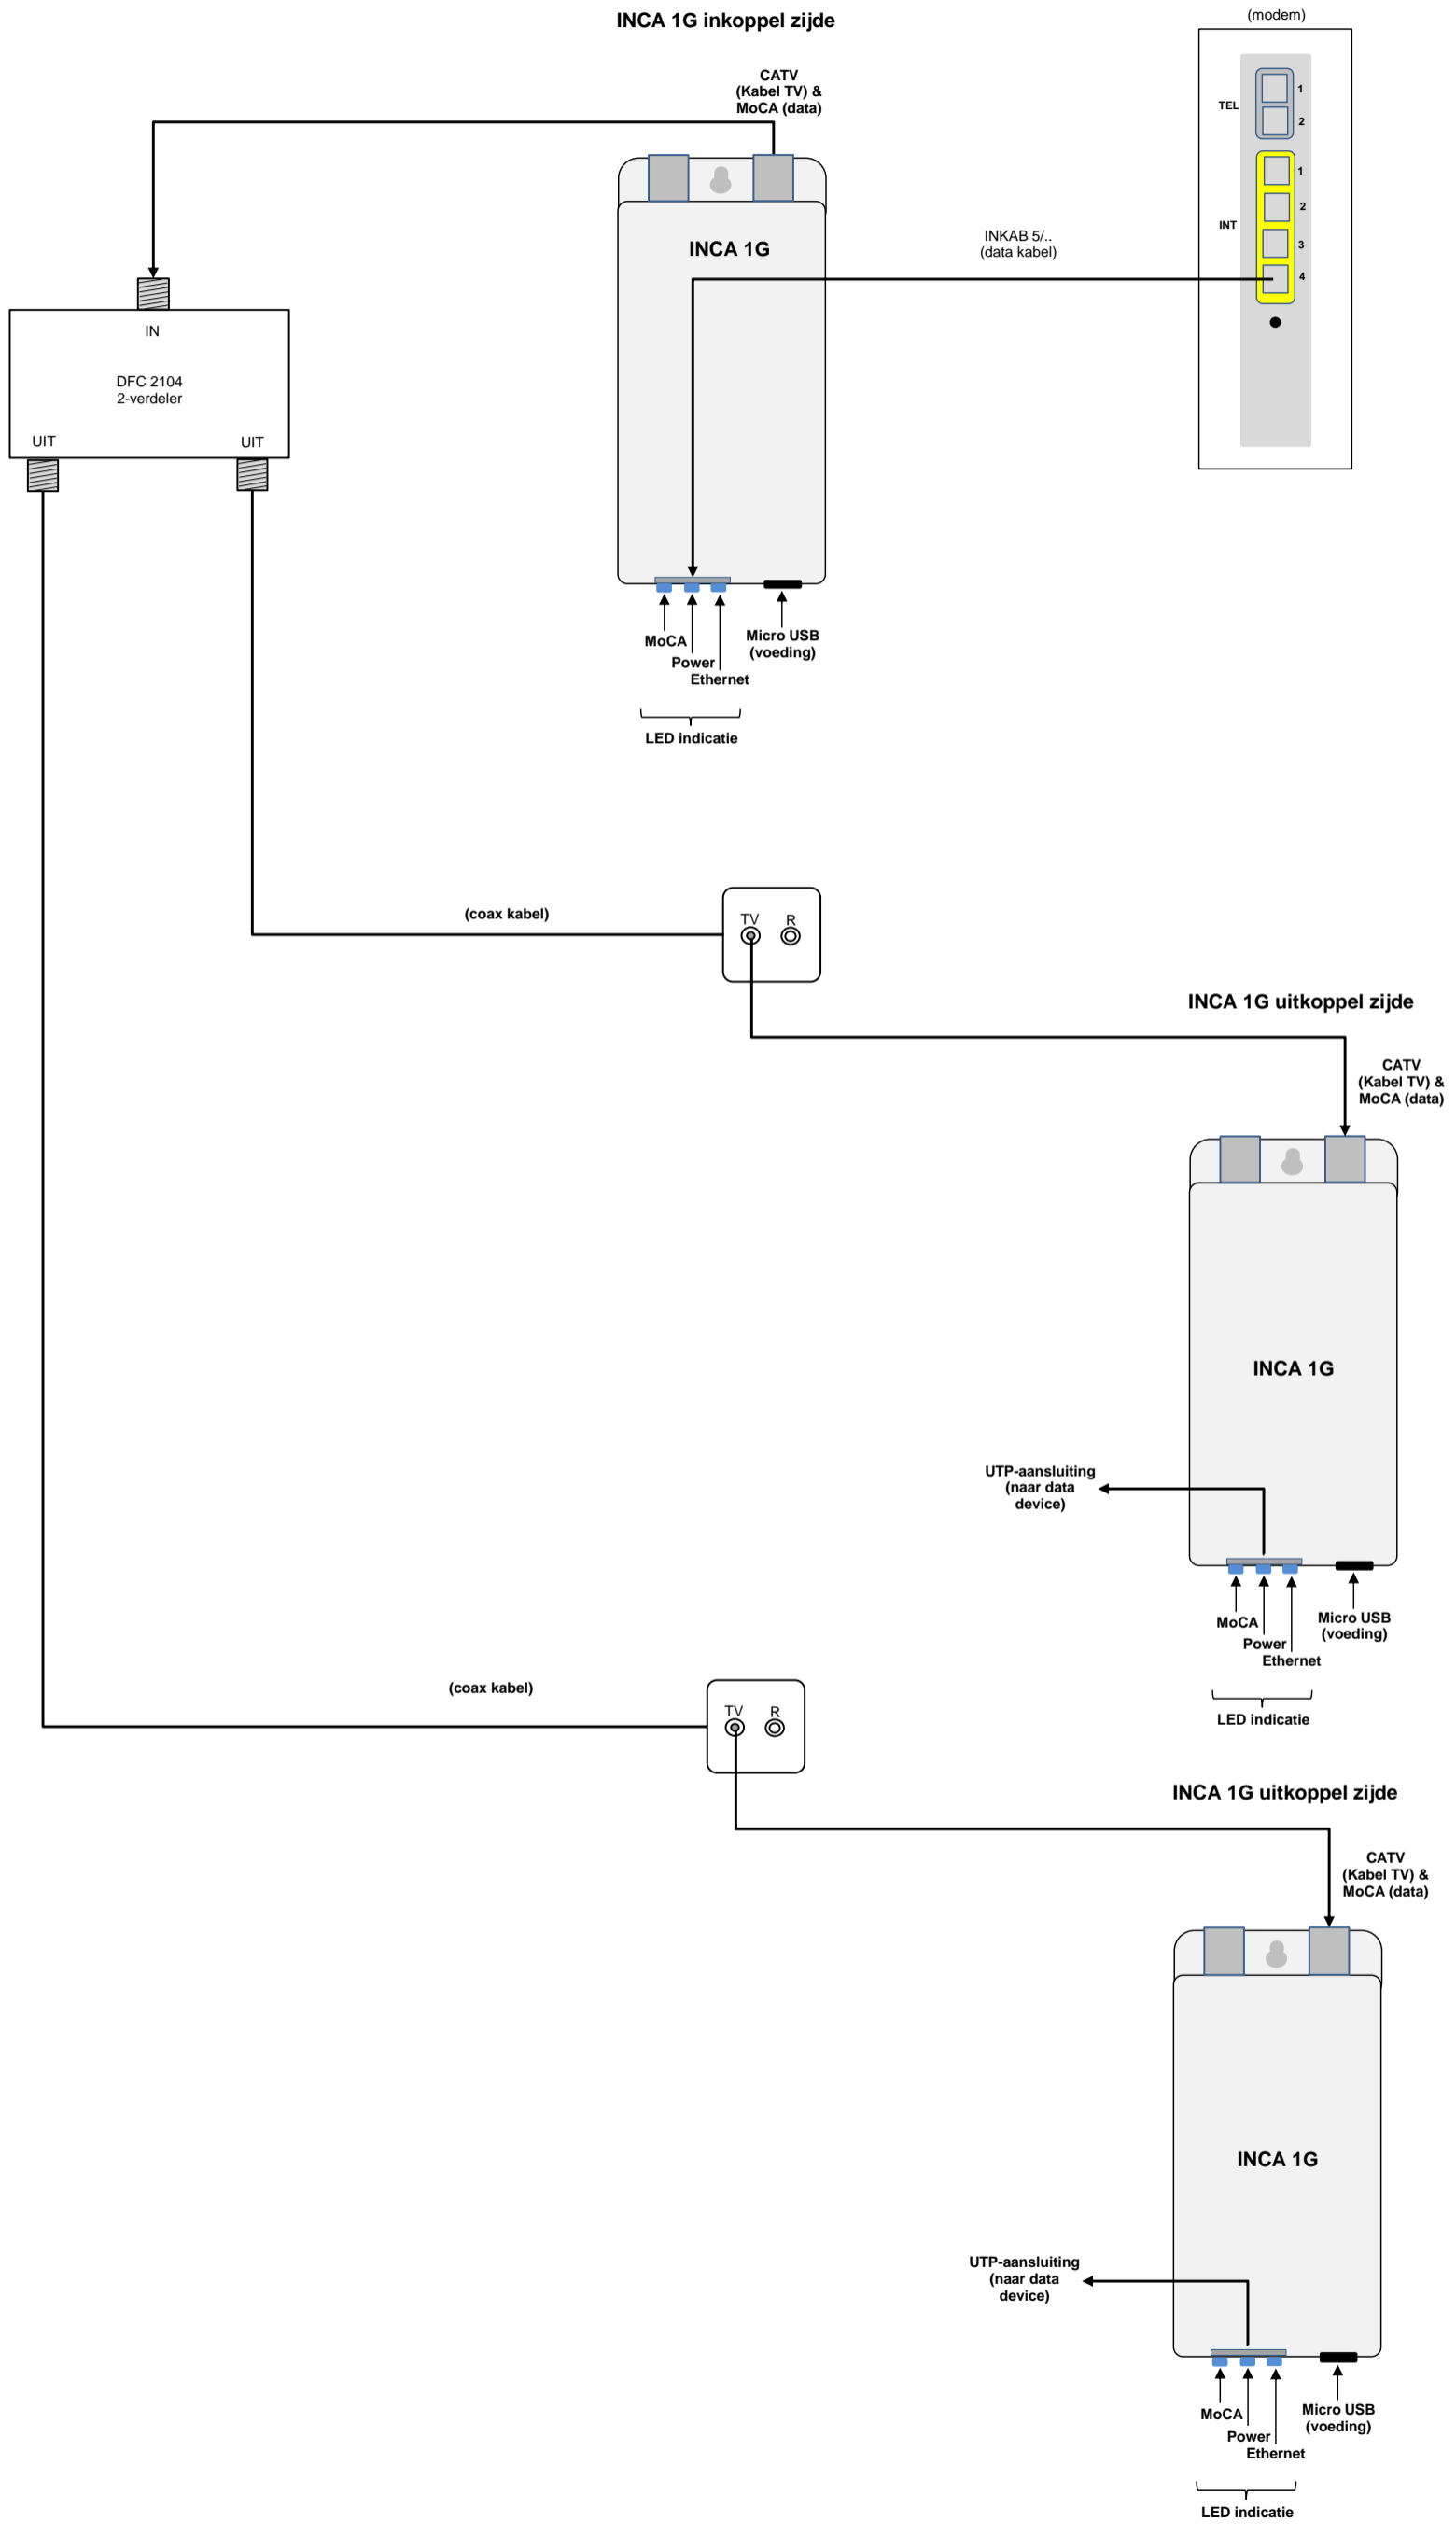 INCA 1G inkoppel zijde
(modem)
CATV
(Kabel TV) &
MoCA (data)
TEL
1
2
INT
1
2
3
4
INCA 1G
INKAB 5/..
(data kabel)
IN
DFC 2104
2-verdeler
UIT
UIT
MoCA
Power
Ethernet
Micro USB
(voeding)
LED indicatie
(coax kabel)
TV
R
INCA 1G uitkoppel zijde
CATV
(Kabel TV) &
MoCA (data)
INCA 1G
UTP-aansluiting
(naar data
device)
MoCA
Power
Ethernet
Micro USB
(voeding)
LED indicatie
(coax kabel)
TV
R
INCA 1G uitkoppel zijde
CATV
(Kabel TV) &
MoCA (data)
INCA 1G
UTP-aansluiting
(naar data
device)
MoCA
Power
Ethernet
Micro USB
(voeding)
LED indicatie